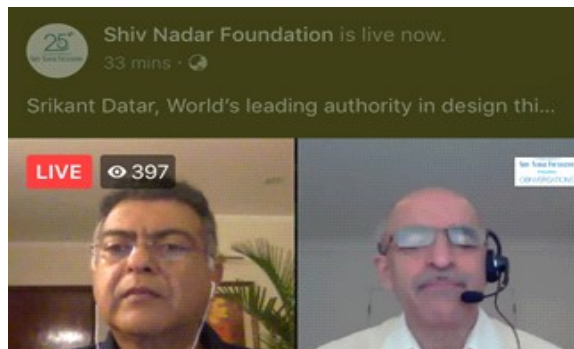 25
Shiv Nadar Foundation is live now.
33 mins ·
Srikant Datar, World's leading authority in design thi...
LIVE 397
CONVERSATIONS